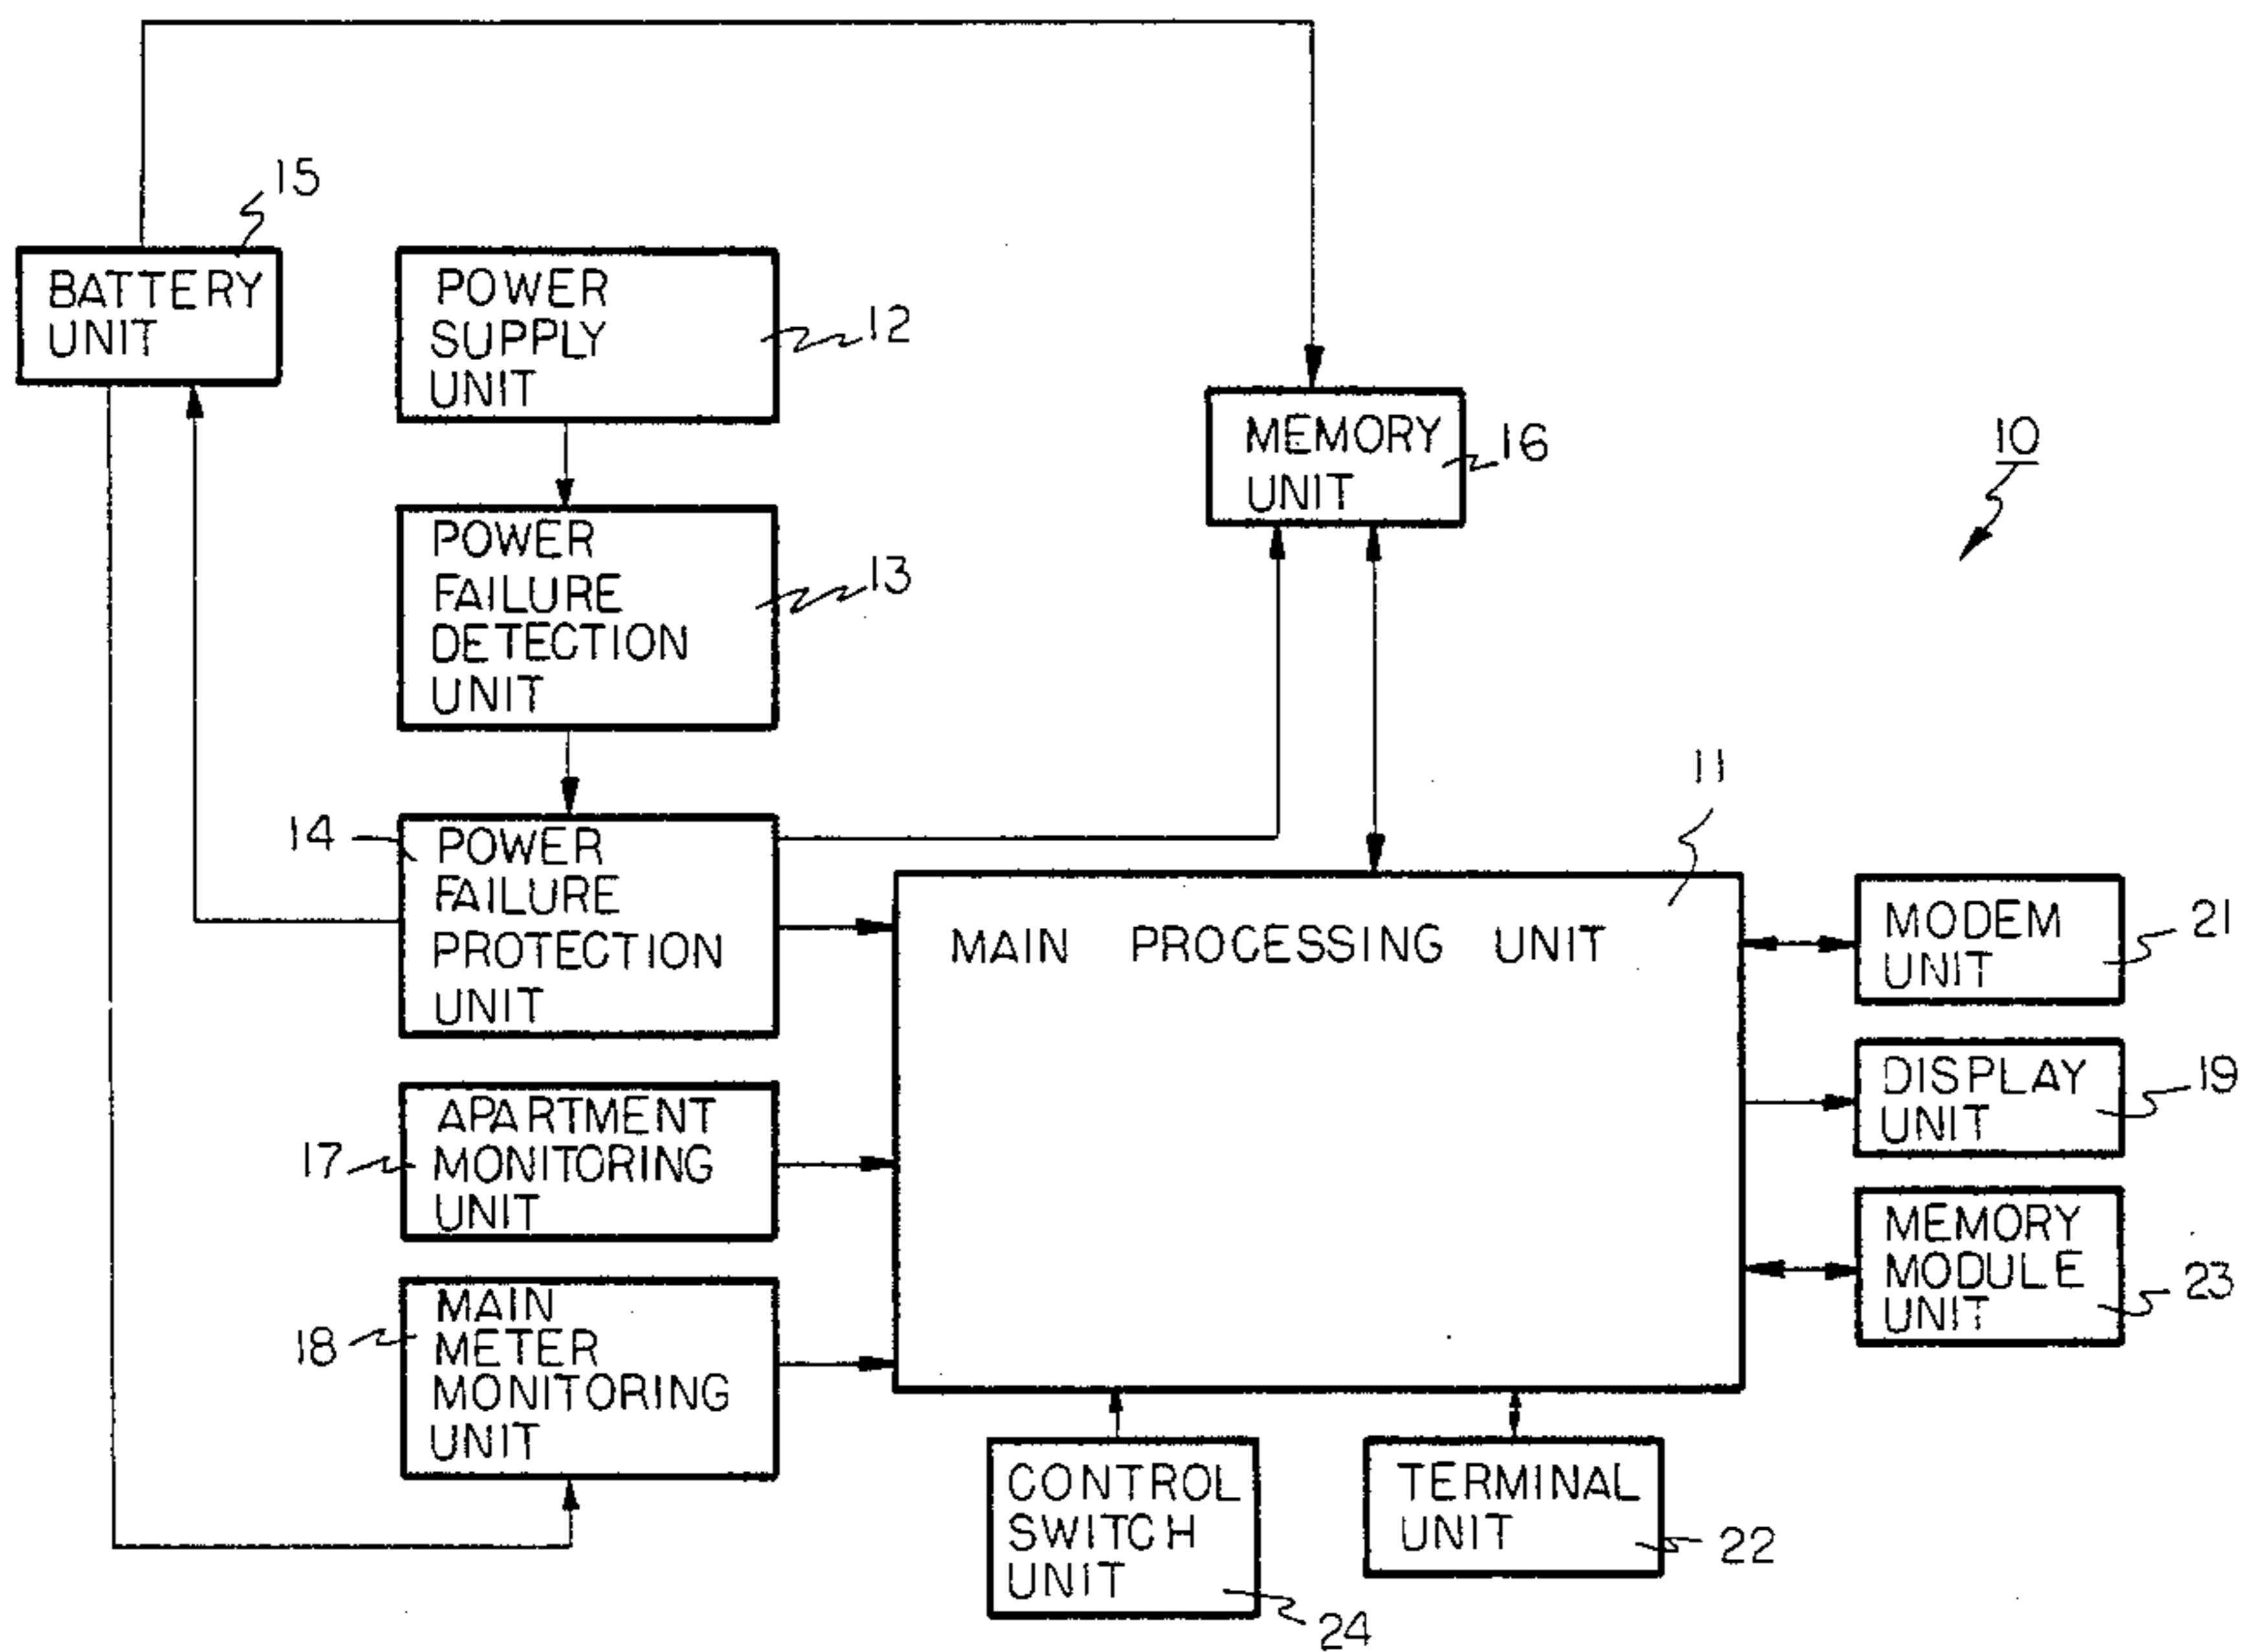 15
BATTERY
UNIT
POWER
SUPPLY
UNIT
12
MEMORY
UNIT
16
10
POWER
FAILURE
DETECTION
UNIT
13
11
14
POWER
FAILURE
PROTECTION
UNIT
MAIN PROCESSING UNIT
MODEM
UNIT
21
DISPLAY
UNIT
19
17
APARTMENT
MONITORING
UNIT
MEMORY
MODULE
UNIT
23
18
MAIN
METER
MONITORING
UNIT
CONTROL
SWITCH
UNIT
24
TERMINAL
UNIT
22